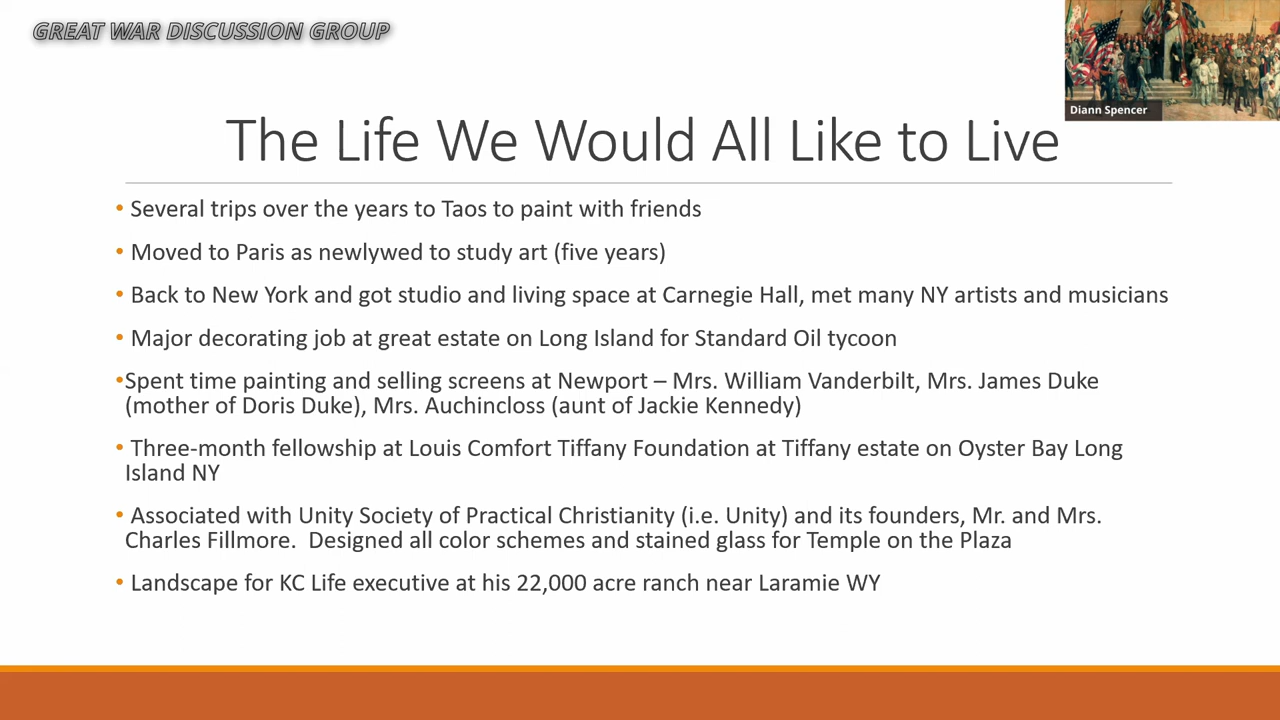 GREAT WAR DISCUSSION GROUP
Diann Spencer
The Life We Would All Like to Live
• Several trips over the years to Taos to paint with friends
• Moved to Paris as newlywed to study art (five years)
• Back to New York and got studio and living space at Carnegie Hall, met many NY artists and musicians
• Major decorating job at great estate on Long Island for Standard Oil tycoon
•Spent time painting and selling screens at Newport – Mrs. William Vanderbilt, Mrs. James Duke
(mother of Doris Duke), Mrs. Auchincloss (aunt of Jackie Kennedy)
• Three-month fellowship at Louis Comfort Tiffany Foundation at Tiffany estate on Oyster Bay Long
Island NY
• Associated with Unity Society of Practical Christianity (i.e. Unity) and its founders, Mr. and Mrs.
Charles Fillmore.  Designed all color schemes and stained glass for Temple on the Plaza
• Landscape for KC Life executive at his 22,000 acre ranch near Laramie WY